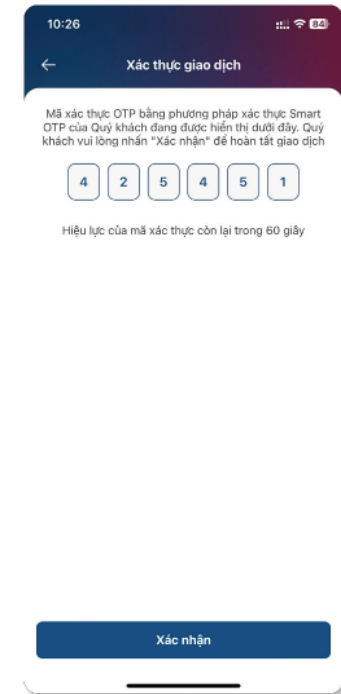 10:26
84
Xác thực giao dịch
Mã xác thực OTP bằng phương pháp xác thực Smart
OTP của Quý khách đang được hiển thị dưới đây. Quý
khách vui lòng nhấn "Xác nhận" để hoàn tất giao dịch
4 2 5 4 5 1
Hiệu lực của mã xác thực còn lại trong 60 giây
Xác nhận